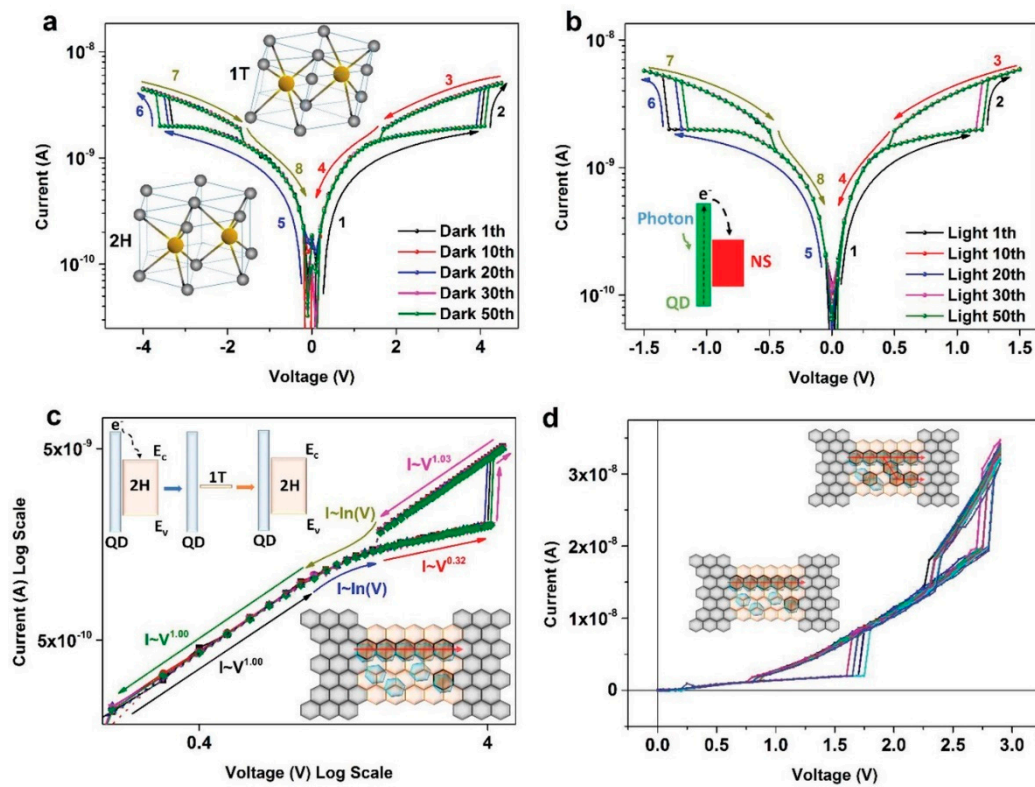 a
10⁻⁸
10⁻⁹
10⁻¹⁰
Current (A)
7
1T
3
2
6
8
4
5
1
2H
Dark 1th
Dark 10th
Dark 20th
Dark 30th
Dark 50th
-4
-2
0
2
4
Voltage (V)
b
10⁻⁸
10⁻⁹
10⁻¹⁰
Current (A)
7
3
6
2
8
4
5
1
e⁻
Photon
NS
QD
Light 1th
Light 10th
Light 20th
Light 30th
Light 50th
-1.5
-1.0
-0.5
0.0
0.5
1.0
1.5
Voltage (V)
c
5x10⁻⁹
5x10⁻¹⁰
Current (A) Log Scale
e⁻
E_C
2H
1T
2H
E_C
E_V
E_V
QD
QD
QD
I~V¹·⁰³
I~ln(V)
I~V⁰·³²
I~ln(V)
I~V¹·⁰⁰
I~V¹·⁰⁰
0.4
4
Voltage (V) Log Scale
d
3x10⁻⁸
2x10⁻⁸
1x10⁻⁸
0
Current (A)
0.0
0.5
1.0
1.5
2.0
2.5
3.0
Voltage (V)